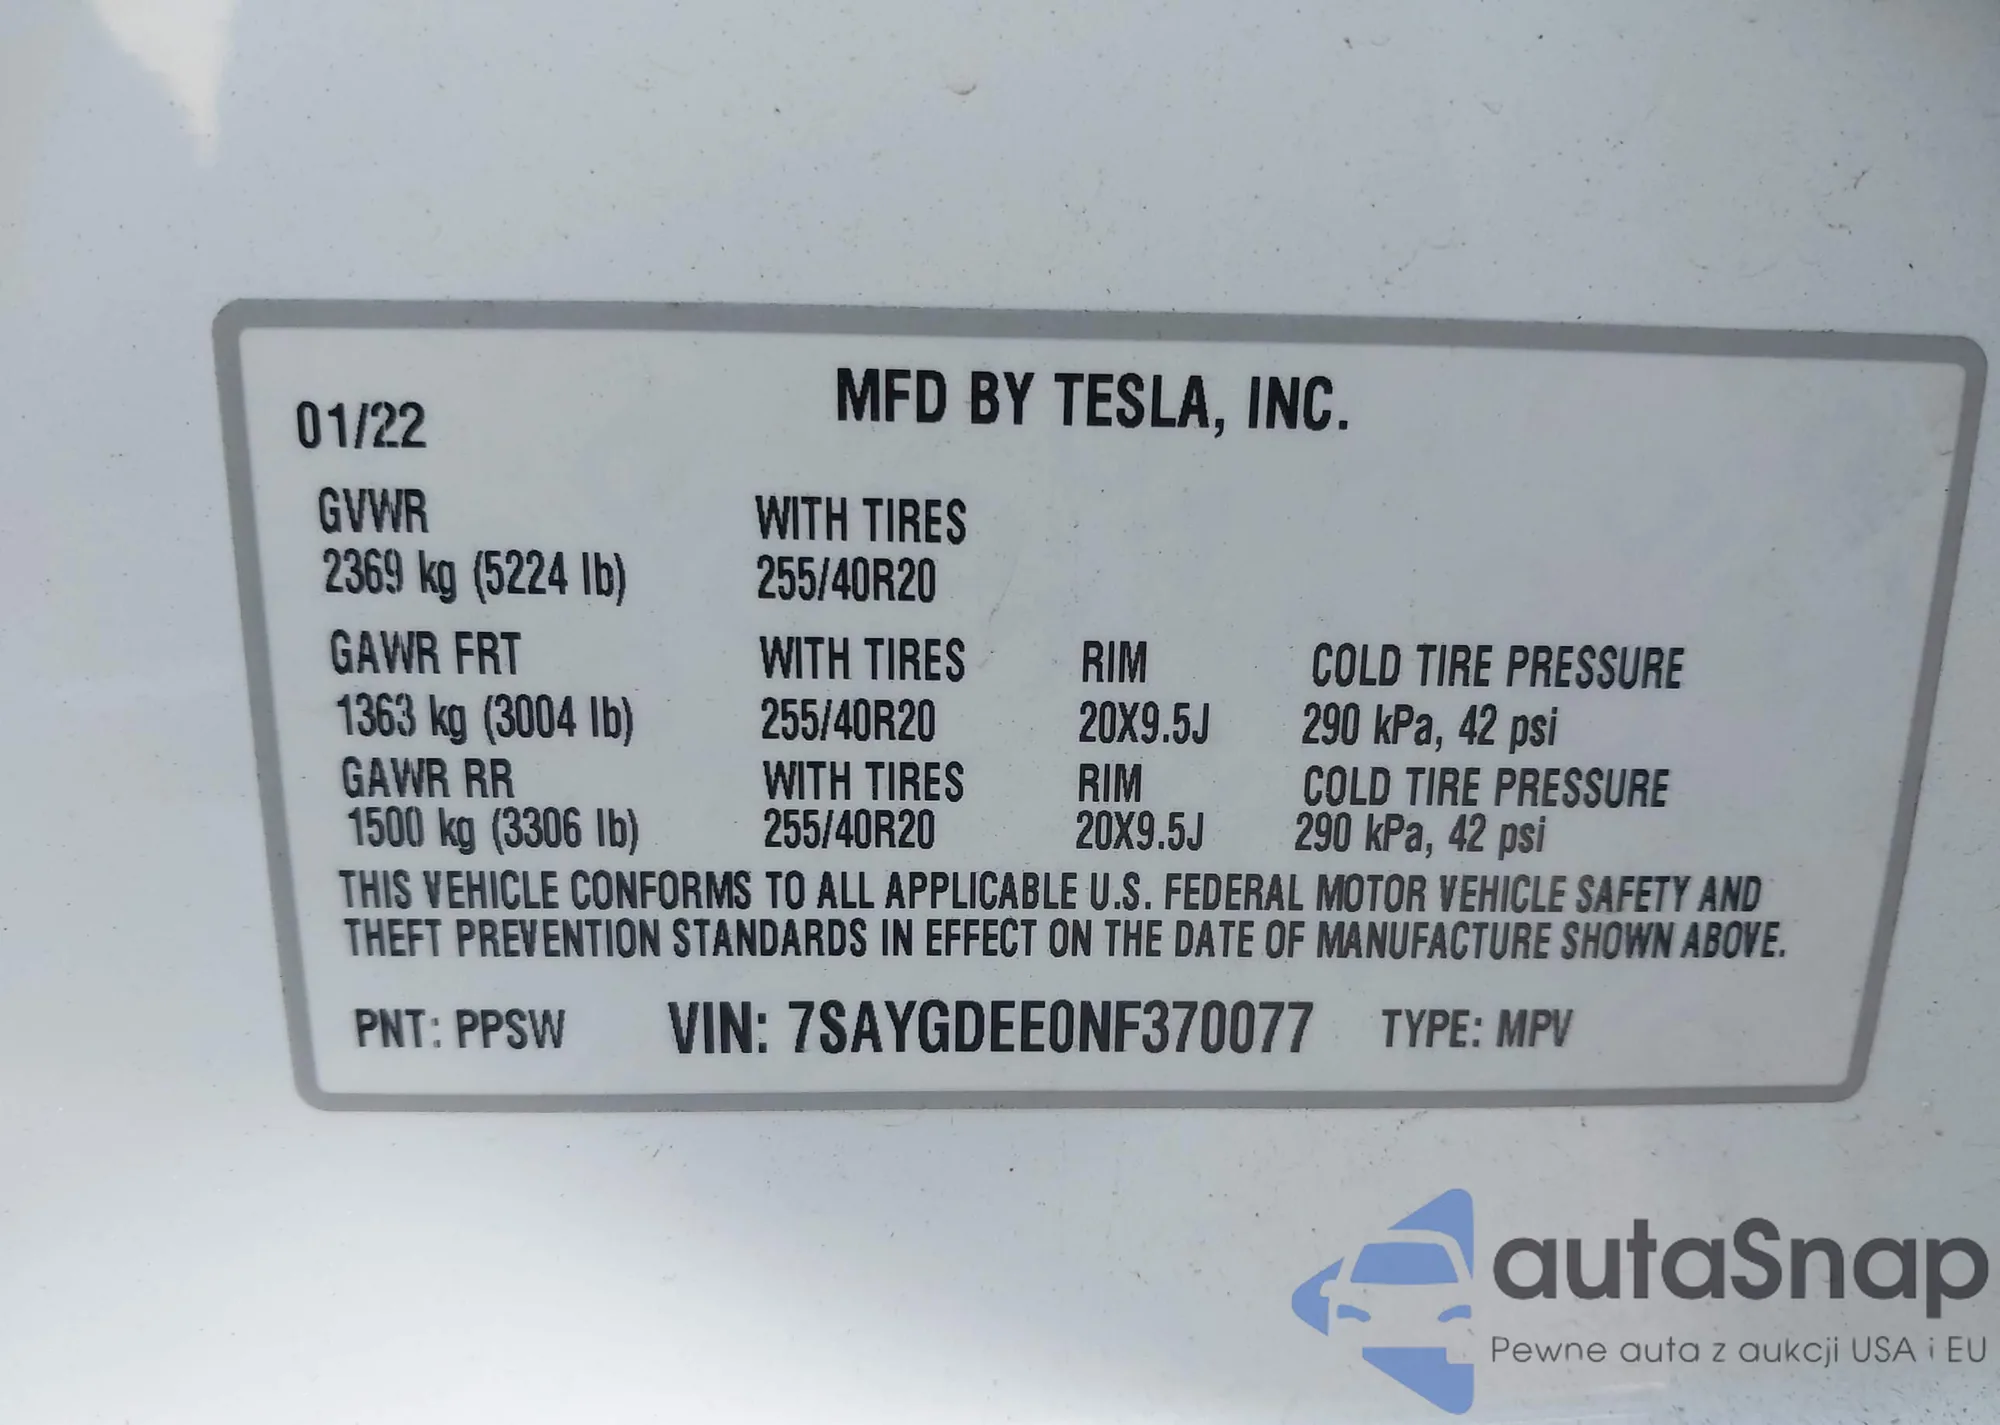 MFD BY TESLA, INC.
01/22
GVWR WITH TIRES
2369 kg (5224 lb) 255/40R20
GAWR FRT WITH TIRES RIM COLD TIRE PRESSURE
1363 kg (3004 lb) 255/40R20 20X9.5J 290 kPa, 42 psi
GAWR RR WITH TIRES RIM COLD TIRE PRESSURE
1500 kg (3306 lb) 255/40R20 20X9.5J 290 kPa, 42 psi
THIS VEHICLE CONFORMS TO ALL APPLICABLE U.S. FEDERAL MOTOR VEHICLE SAFETY AND
THEFT PREVENTION STANDARDS IN EFFECT ON THE DATE OF MANUFACTURE SHOWN ABOVE.
PNT: PPSW VIN: 7SAYGDEE0NF370077 TYPE: MPV
autaSnap
Pewne auta z aukcji USA i EU